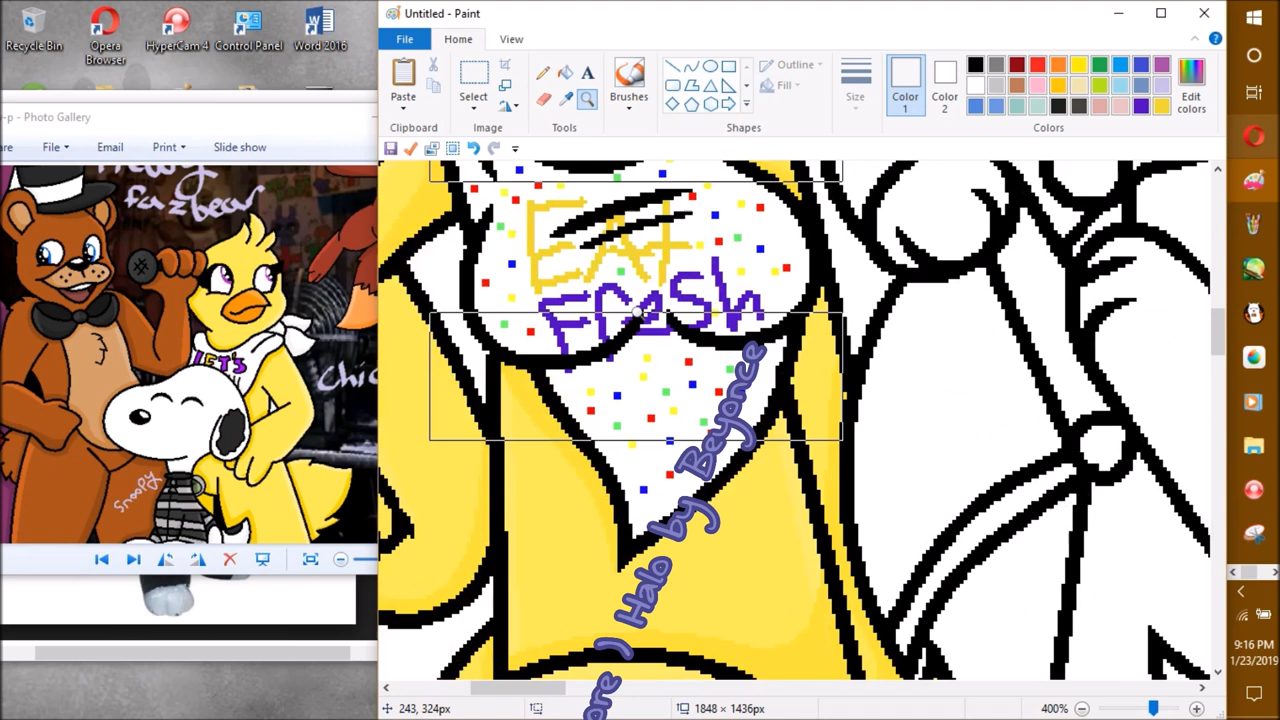 Recycle Bin
Opera Browser
HyperCam 4
Control Panel
Word 2016
-p - Photo Gallery
File
Email
Print
Slide show
fazbear
LET'S
Snoopy
Chic
Untitled - Paint
File
Home
View
Paste
Clipboard
Select
Image
Tools
Brushes
Shapes
Outline
Fill
Size
Color 1
Color 2
Edit colors
Colors
EAt
FResh
ore ) Halo by Beyonce
243, 324px
1848 × 1436px
400%
9:16 PM
1/23/2019